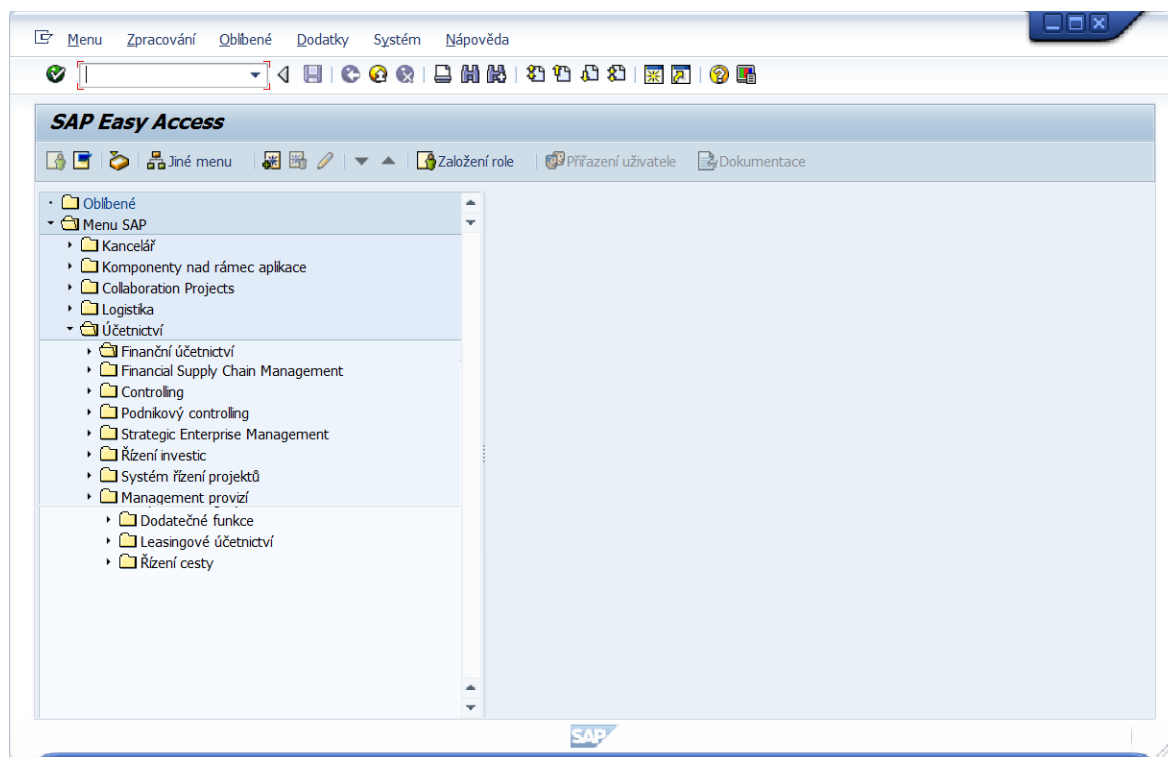 Menu Zpracování Oblíbené Dodatky Systém Nápověda
SAP Easy Access
Jiné menu Založení role Přiřazení uživatele Dokumentace
Oblíbené
Menu SAP
Kancelář
Komponenty nad rámec aplikace
Collaboration Projects
Logistika
Účetnictví
Finanční účetnictví
Financial Supply Chain Management
Controlling
Podnikový controlling
Strategic Enterprise Management
Řízení investic
Systém řízení projektů
Management provizí
Dodatečné funkce
Leasingové účetnictví
Řízení cesty
SAP